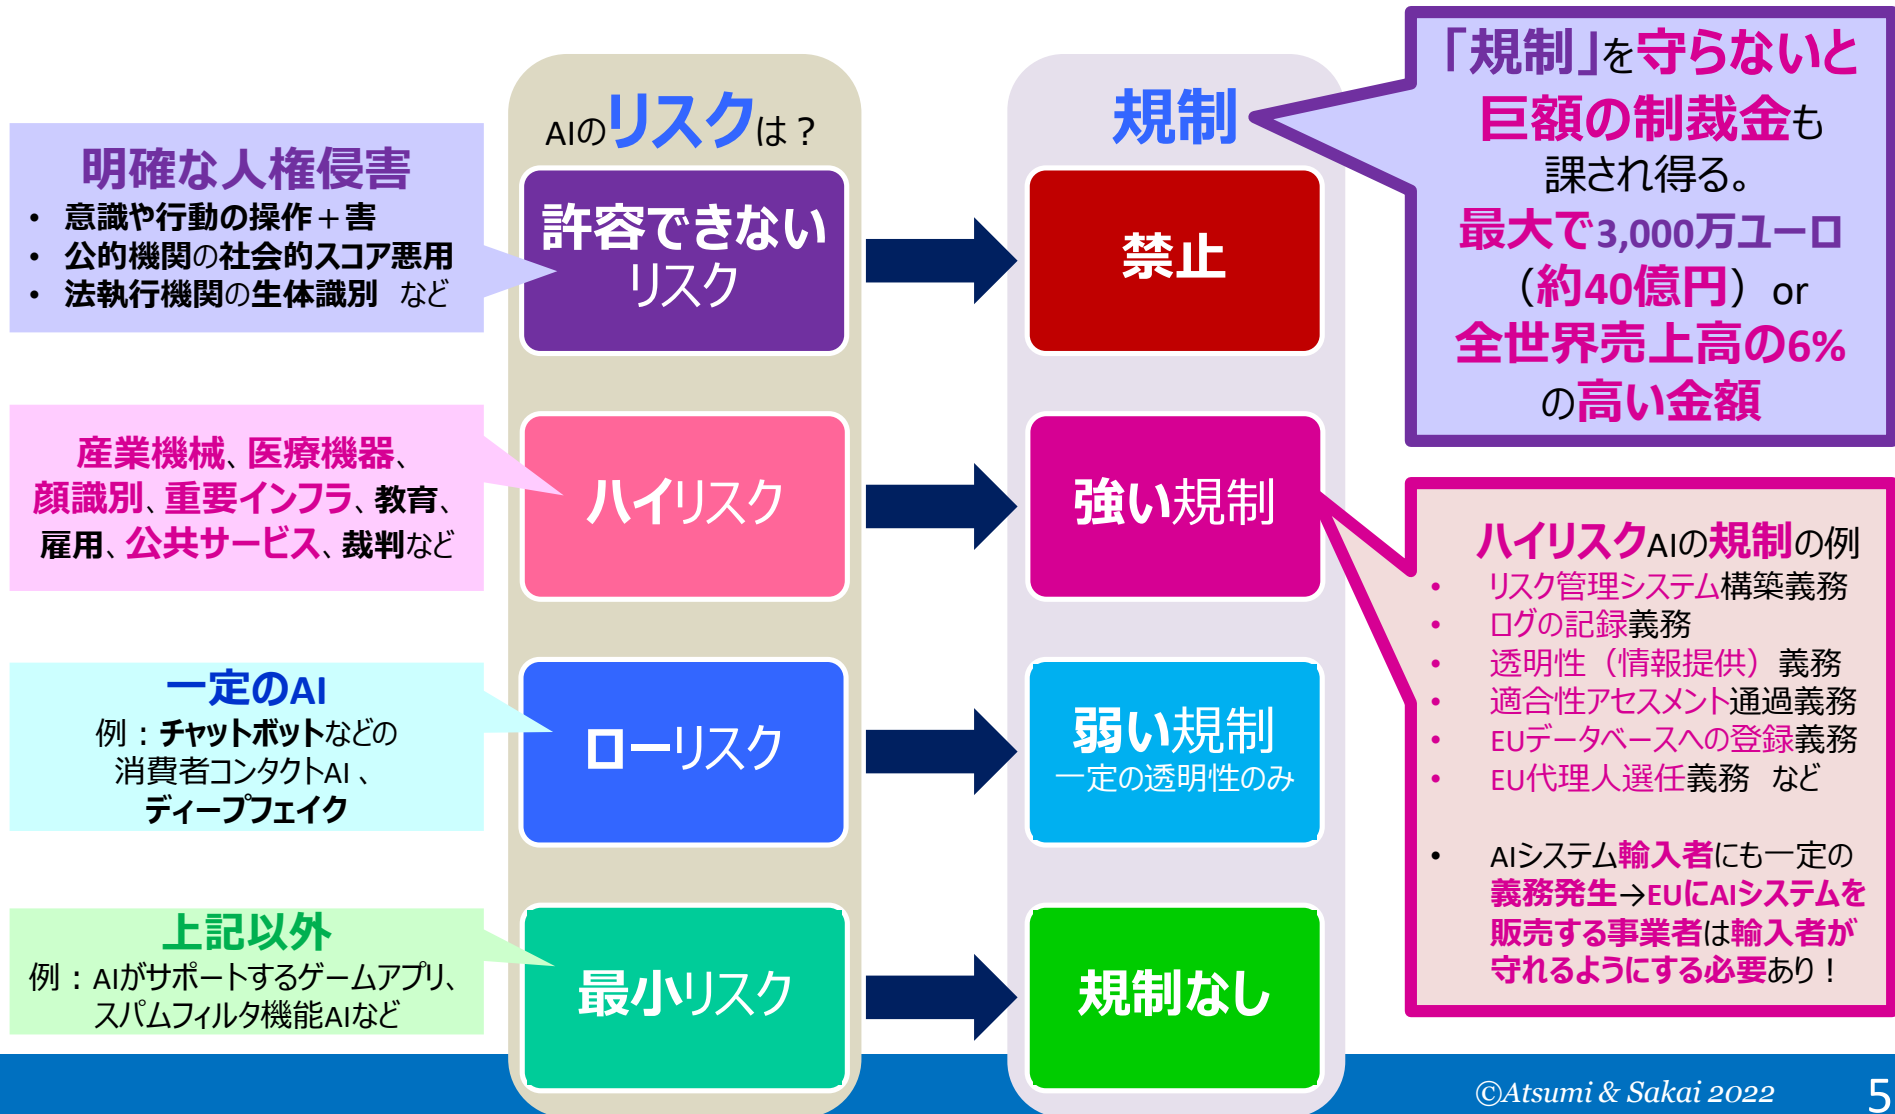 AIのリスクは？
規制
明確な人権侵害
• 意識や行動の操作＋害
• 公的機関の社会的スコア悪用
• 法執行機関の生体識別　など
許容できない
リスク
禁止
「規制」を守らないと
巨額の制裁金も
課され得る。
最大で3,000万ユーロ
（約40億円）or
全世界売上高の6%
の高い金額
産業機械、医療機器、
顔識別、重要インフラ、教育、
雇用、公共サービス、裁判など
ハイリスク
強い規制
ハイリスクAIの規制の例
• リスク管理システム構築義務
• ログの記録義務
• 透明性（情報提供）義務
• 適合性アセスメント通過義務
• EUデータベースへの登録義務
• EU代理人選任義務　など
• AIシステム輸入者にも一定の
義務発生→EUにAIシステムを
販売する事業者は輸入者が
守れるようにする必要あり！
一定のAI
例：チャットボットなどの
消費者コンタクトAI、
ディープフェイク
ローリスク
弱い規制
一定の透明性のみ
上記以外
例：AIがサポートするゲームアプリ、
スパムフィルタ機能AIなど
最小リスク
規制なし
©Atsumi & Sakai 2022
5